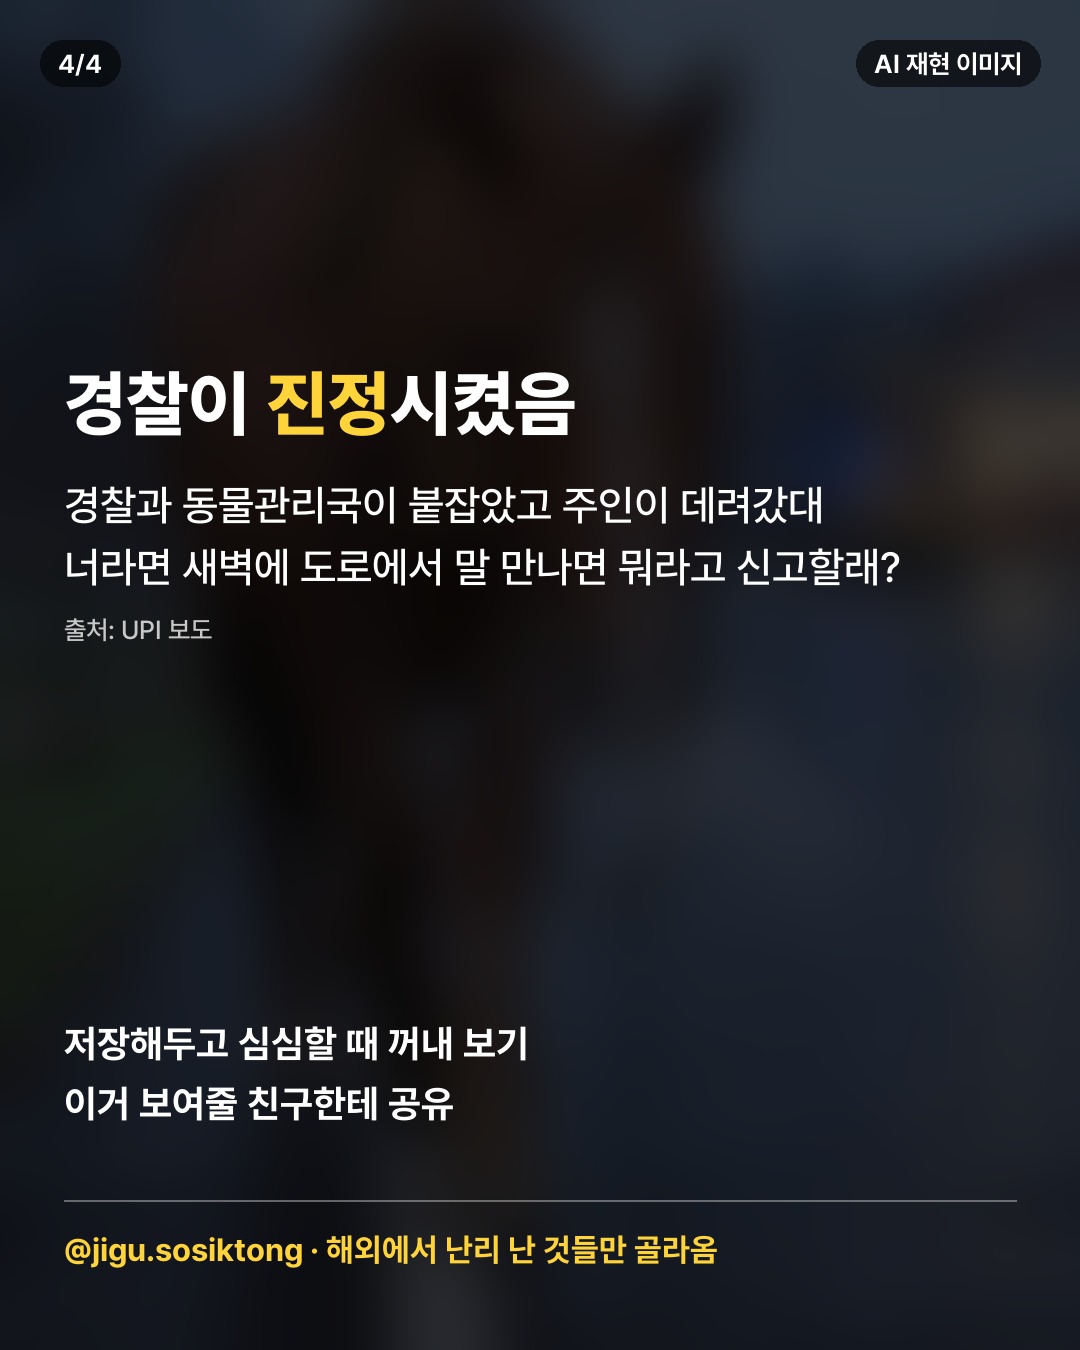 4/4
AI 재현 이미지
경찰이 진정시켰음
경찰과 동물관리국이 붙잡았고 주인이 데려갔대
너라면 새벽에 도로에서 말 만나면 뭐라고 신고할래?
출처: UPI 보도
저장해두고 심심할 때 꺼내 보기
이거 보여줄 친구한테 공유
@jigu.sosiktong · 해외에서 난리 난 것들만 골라옴